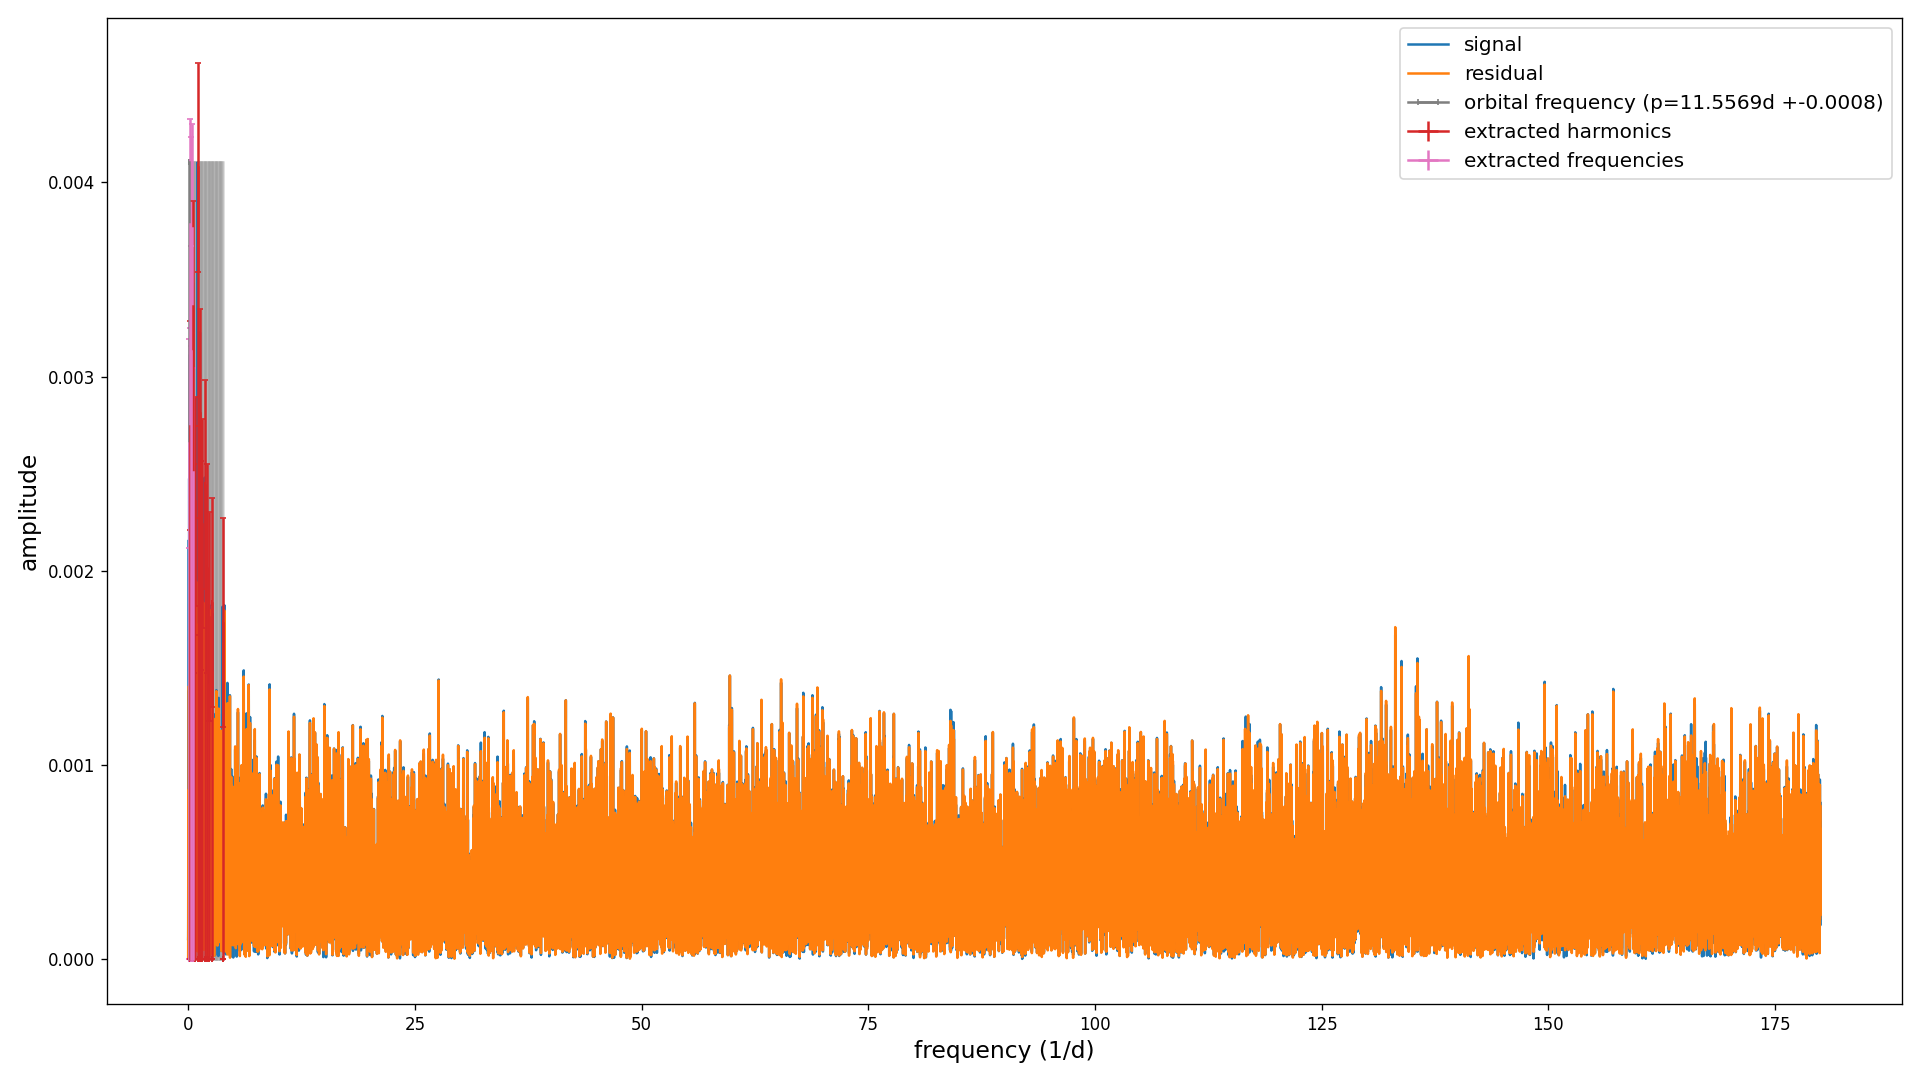 signal
residual
orbital frequency (p=11.5569d +-0.0008)
extracted harmonics
extracted frequencies
amplitude
0.004
0.003
0.002
0.001
0.000
0 25 50 75 100 125 150 175
frequency (1/d)